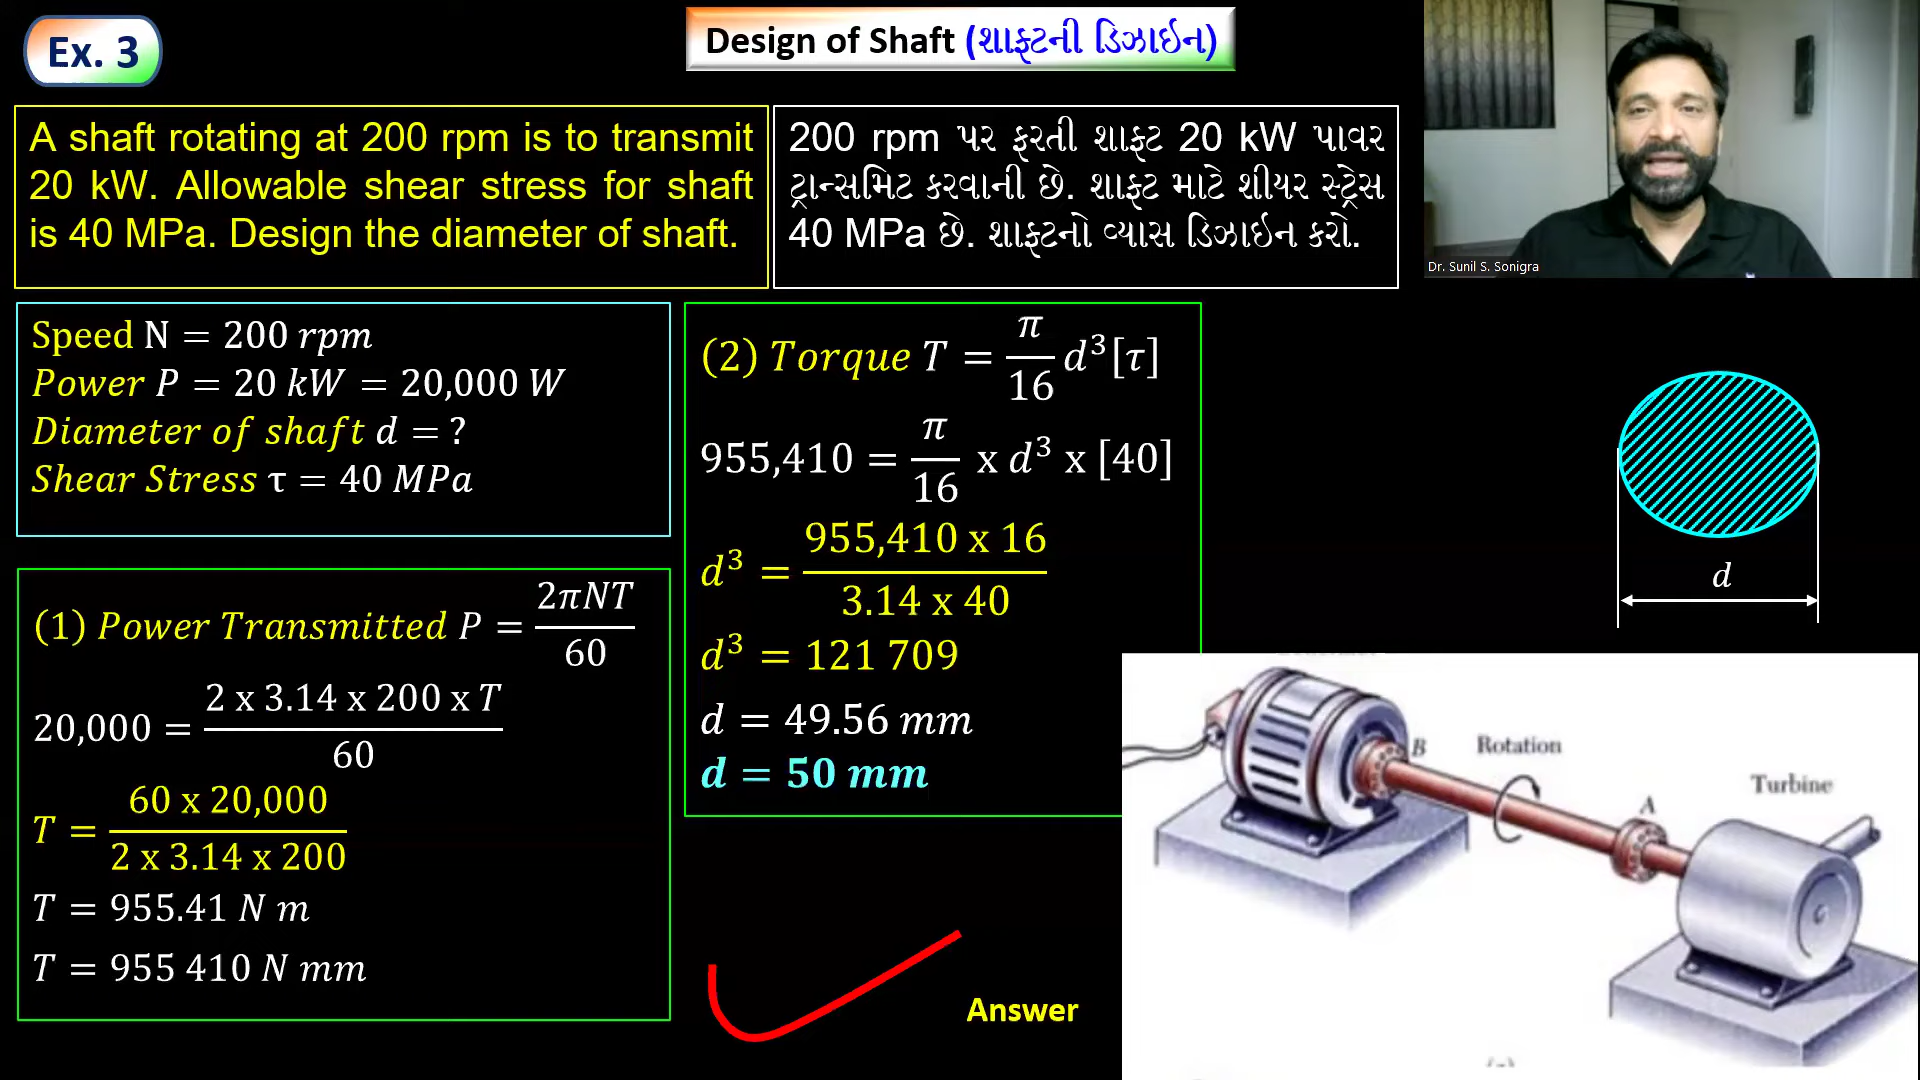 Ex. 3
Design of Shaft (શાફ્ટની ડિઝાઈન)
A shaft rotating at 200 rpm is to transmit
20 kW. Allowable shear stress for shaft
is 40 MPa. Design the diameter of shaft.
200 rpm પર ફરતી શાફ્ટ 20 kW પાવર
ટ્રાન્સમિટ કરવાની છે. શાફ્ટ માટે શીયર સ્ટ્રેસ
40 MPa છે. શાફ્ટનો વ્યાસ ડિઝાઇન કરો.
Dr. Sunil S. Sonigra
Speed N = 200 rpm
Power P = 20 kW = 20,000 W
Diameter of shaft d = ?
Shear Stress τ = 40 MPa
(1) Power Transmitted P = 2πNT / 60
20,000 = 2 x 3.14 x 200 x T / 60
T = 60 x 20,000 / 2 x 3.14 x 200
T = 955.41 N m
T = 955 410 N mm
(2) Torque T = π/16 d³[τ]
955,410 = π/16 x d³ x [40]
d³ = 955,410 x 16 / 3.14 x 40
d³ = 121 709
d = 49.56 mm
d = 50 mm
Answer
d
B
Rotation
A
Turbine